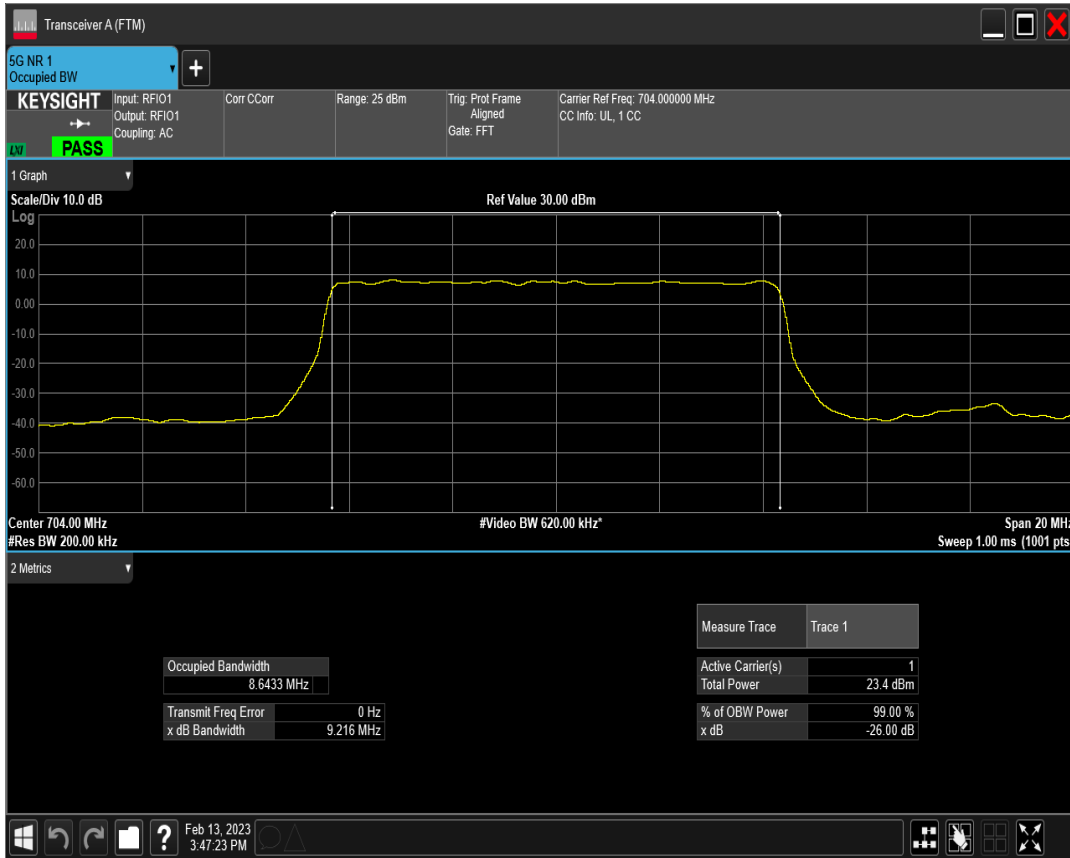 Transceiver A (FTM)
5G NR 1
Occupied BW
+
KEYSIGHT
LXI
PASS
Input: RFIO1
Output: RFIO1
Coupling: AC
Corr CCorr
Range: 25 dBm
Trig: Prot Frame
Aligned
Gate: FFT
Carrier Ref Freq: 704.000000 MHz
CC Info: UL, 1 CC
1 Graph
Scale/Div 10.0 dB
Ref Value 30.00 dBm
Log
20.0
10.0
0.00
-10.0
-20.0
-30.0
-40.0
-50.0
-60.0
Center 704.00 MHz
#Video BW 620.00 kHz*
Span 20 MHz
#Res BW 200.00 kHz
Sweep 1.00 ms (1001 pts
2 Metrics
Measure Trace Trace 1
Occupied Bandwidth
8.6433 MHz
Active Carrier(s) 1
Total Power 23.4 dBm
Transmit Freq Error 0 Hz
x dB Bandwidth 9.216 MHz
% of OBW Power 99.00 %
x dB -26.00 dB
?
Feb 13, 2023
3:47:23 PM